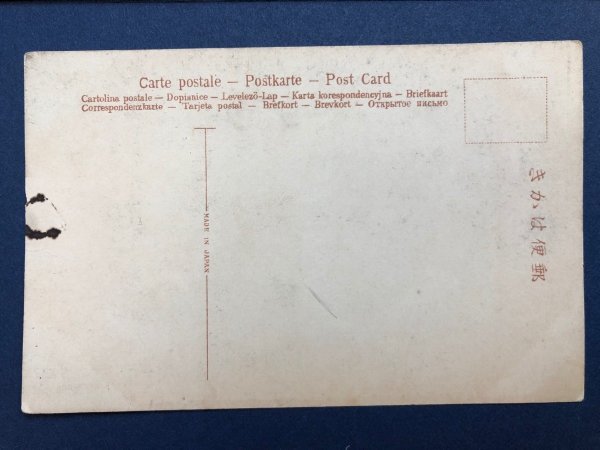 Carte postale — Postkarte — Post Card
Cartolina postale — Dopisnice — Levelező-Lap — Karta korespondencyjna — Briefkaart
Correspondenzkarte — Tarjeta postal — Brefkort — Brevkort — Открытое письмо
MADE IN JAPAN
きかは便郵